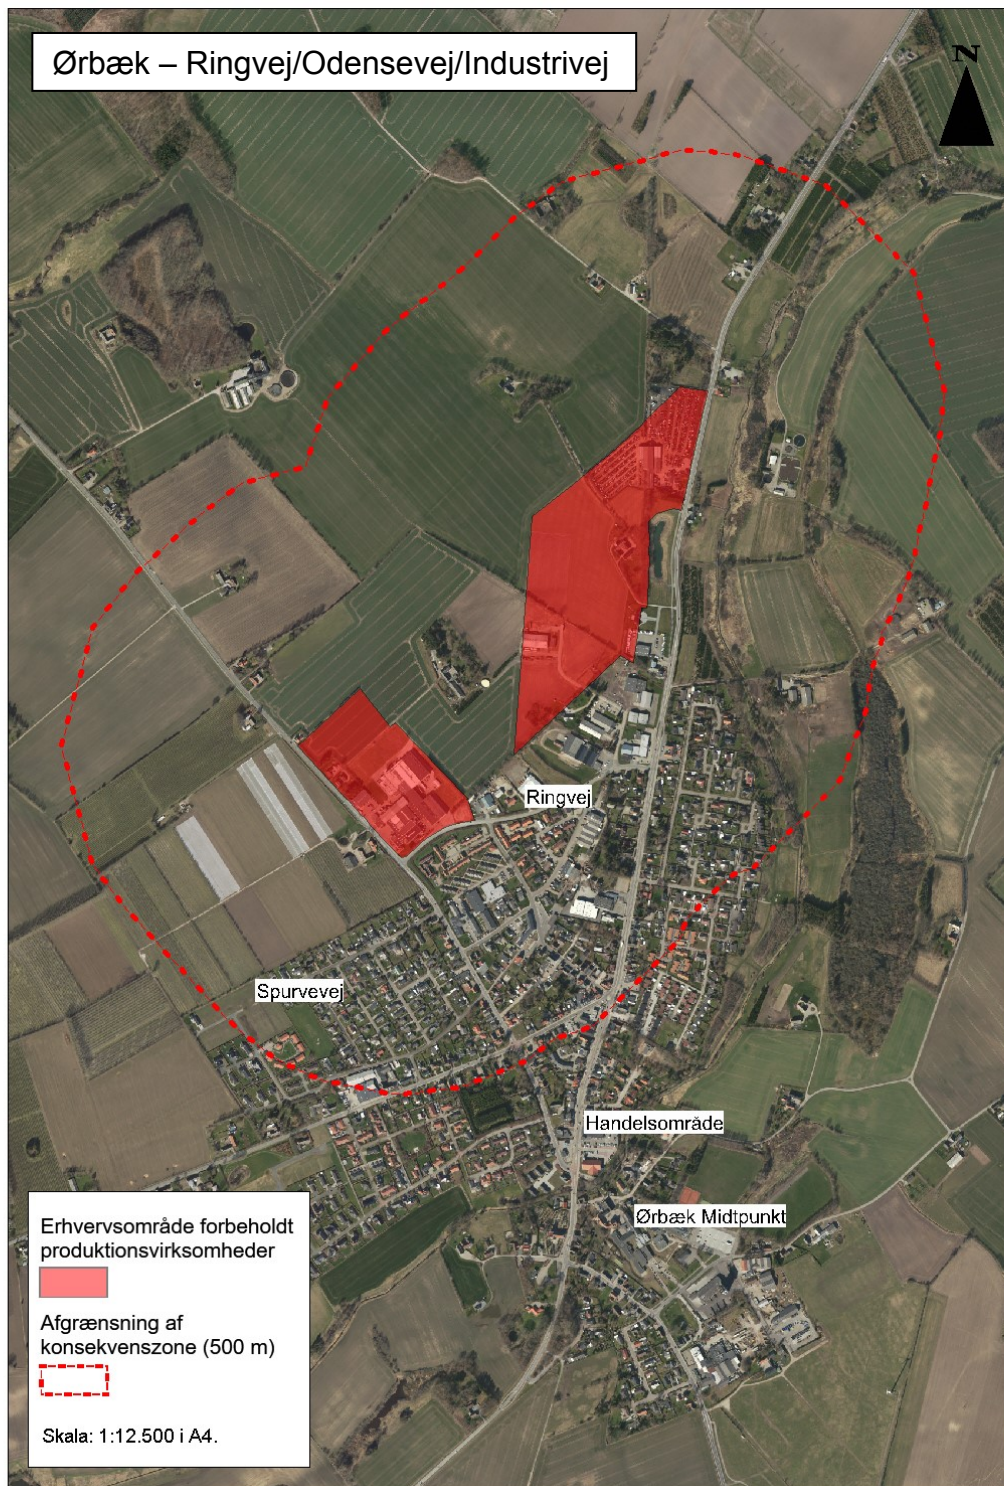 Ørbæk – Ringvej/Odensevej/Industrivej
N
Ringvej
Spurvevej
Handelsområde
Ørbæk Midtpunkt
Erhvervsområde forbeholdt
produktionsvirksomheder
Afgrænsning af
konsekvenszone (500 m)
Skala: 1:12.500 i A4.